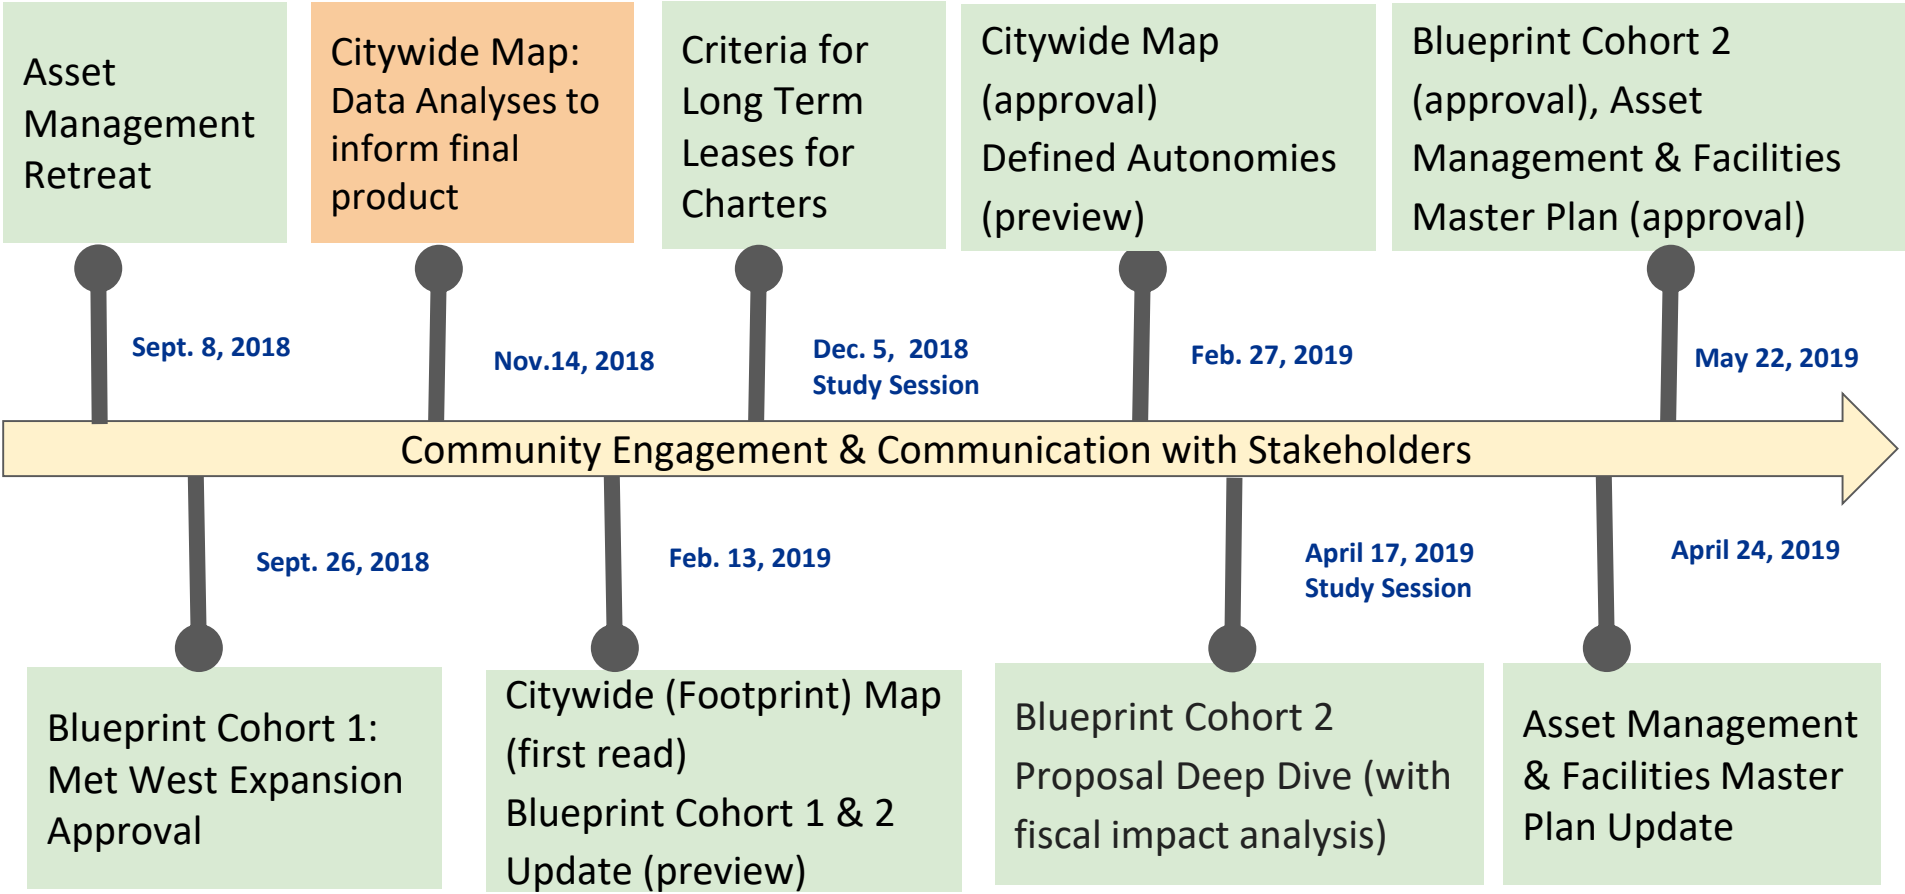 Asset
Management
Retreat
Citywide Map:
Data Analyses to
inform final
product
Criteria for
Long Term
Leases for
Charters
Citywide Map
(approval)
Defined Autonomies
(preview)
Blueprint Cohort 2
(approval), Asset
Management & Facilities
Master Plan (approval)
Sept. 8, 2018
Nov.14, 2018
Dec. 5, 2018
Study Session
Feb. 27, 2019
May 22, 2019
Community Engagement & Communication with Stakeholders
Sept. 26, 2018
Feb. 13, 2019
April 17, 2019
Study Session
April 24, 2019
Blueprint Cohort 1:
Met West Expansion
Approval
Citywide (Footprint) Map
(first read)
Blueprint Cohort 1 & 2
Update (preview)
Blueprint Cohort 2
Proposal Deep Dive (with
fiscal impact analysis)
Asset Management
& Facilities Master
Plan Update